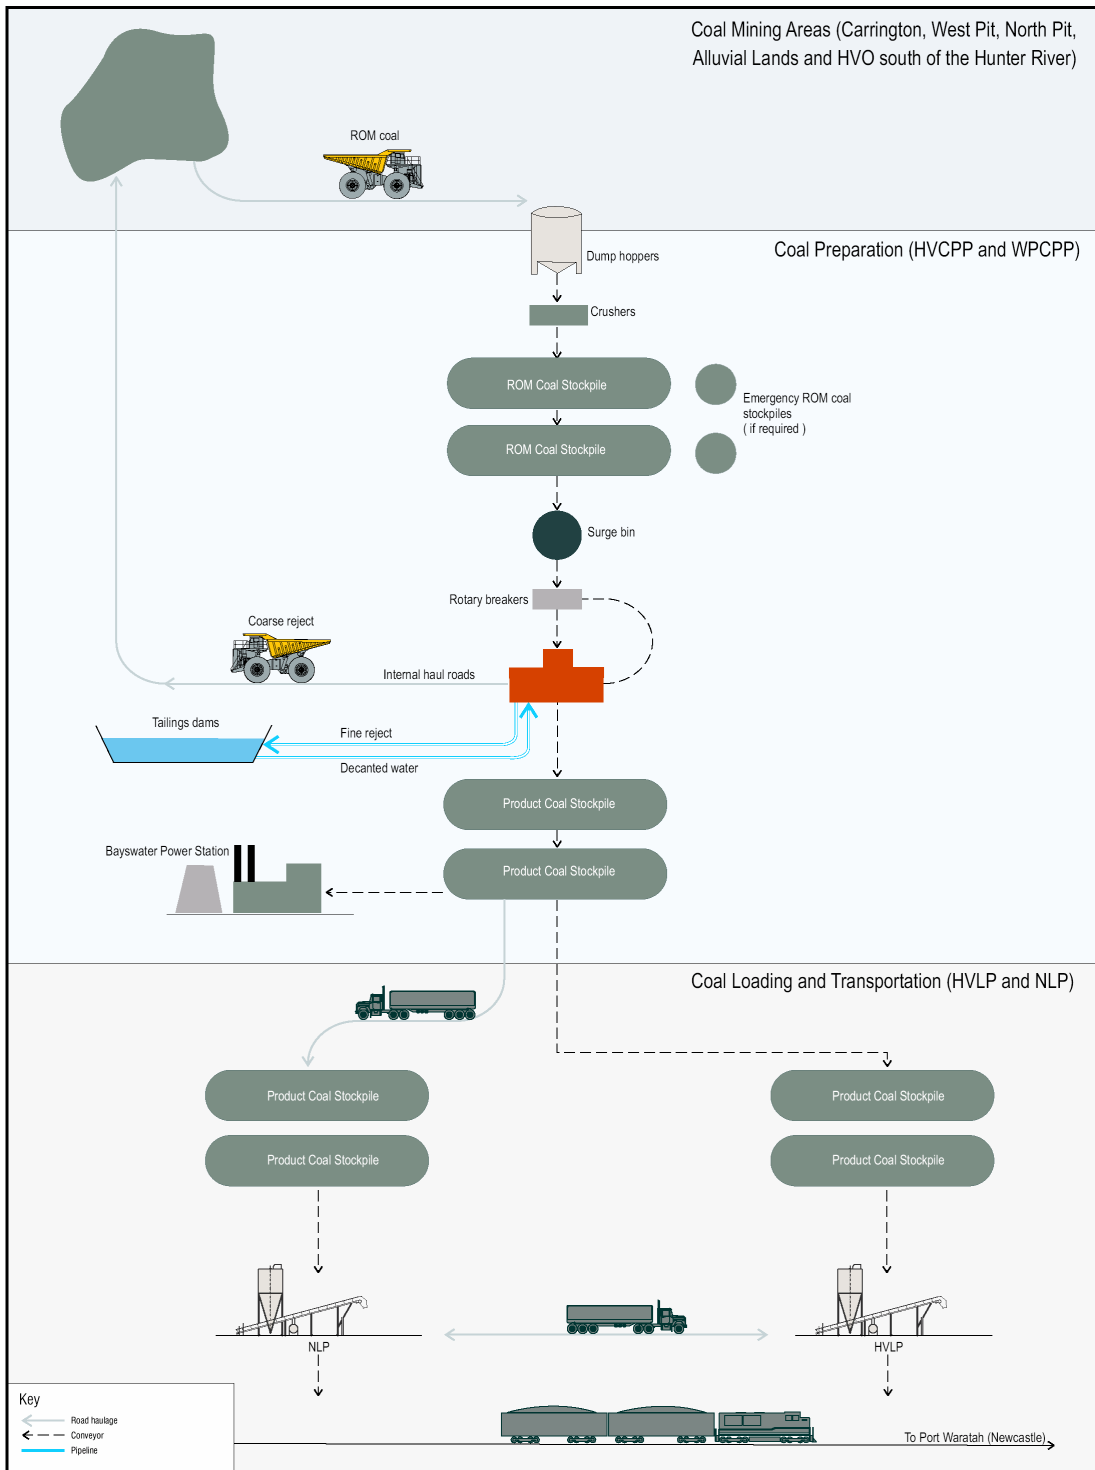 Coal Mining Areas (Carrington, West Pit, North Pit,
Alluvial Lands and HVO south of the Hunter River)
ROM coal
Coal Preparation (HVCPP and WPCPP)
Dump hoppers
Crushers
ROM Coal Stockpile
Emergency ROM coal
stockpiles
( if required )
ROM Coal Stockpile
Surge bin
Rotary breakers
Coarse reject
Internal haul roads
Tailings dams
Fine reject
Decanted water
Product Coal Stockpile
Bayswater Power Station
Product Coal Stockpile
Coal Loading and Transportation (HVLP and NLP)
Product Coal Stockpile
Product Coal Stockpile
Product Coal Stockpile
Product Coal Stockpile
NLP
HVLP
Key
Road haulage
Conveyor
Pipeline
To Port Waratah (Newcastle)